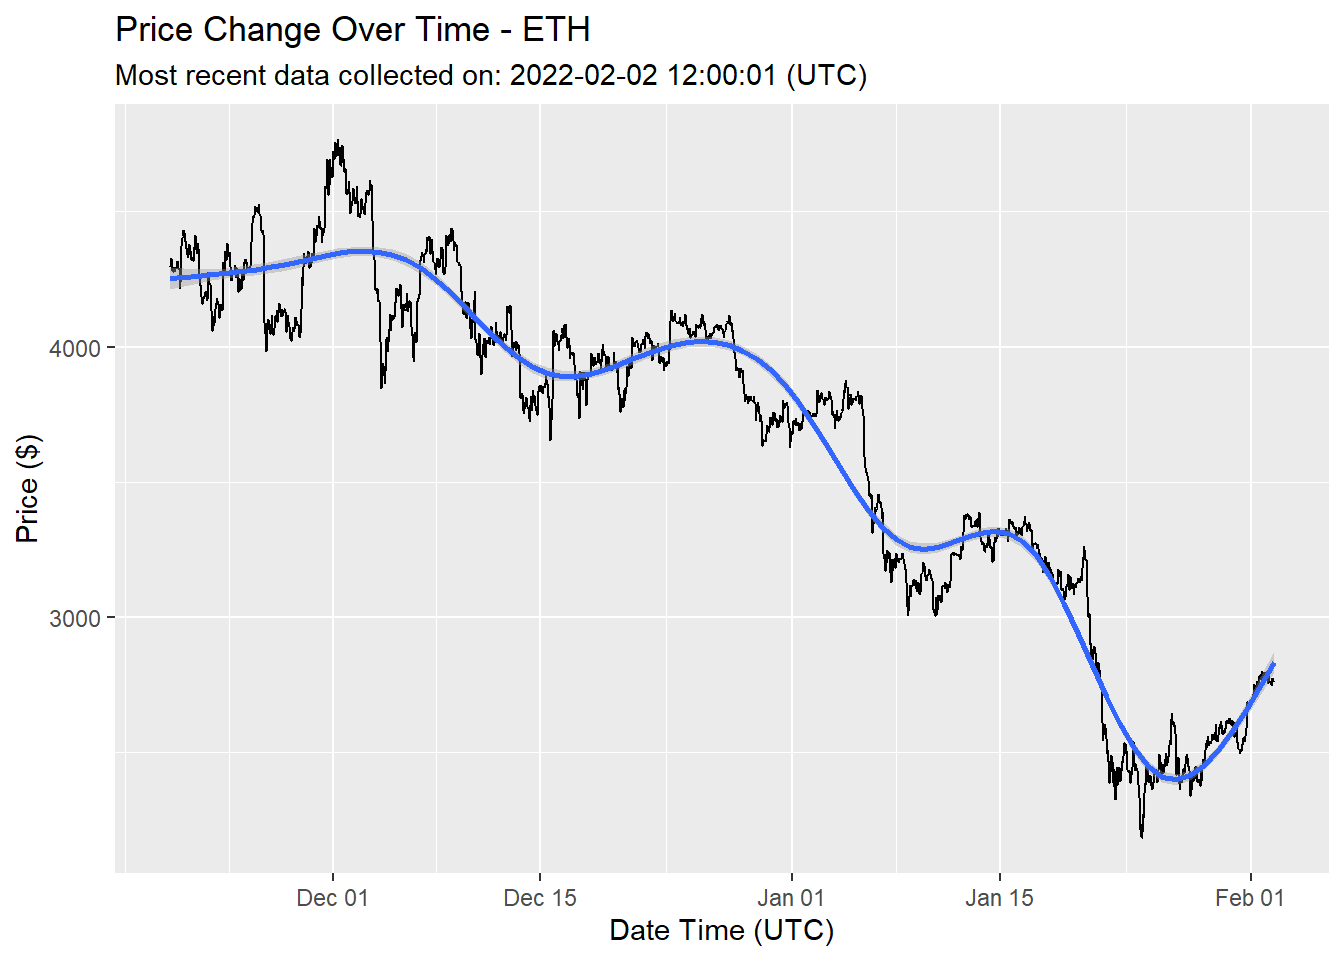 Price Change Over Time - ETH
Most recent data collected on: 2022-02-02 12:00:01 (UTC)
Price ($)
4000
3000
Dec 01
Dec 15
Jan 01
Jan 15
Feb 01
Date Time (UTC)